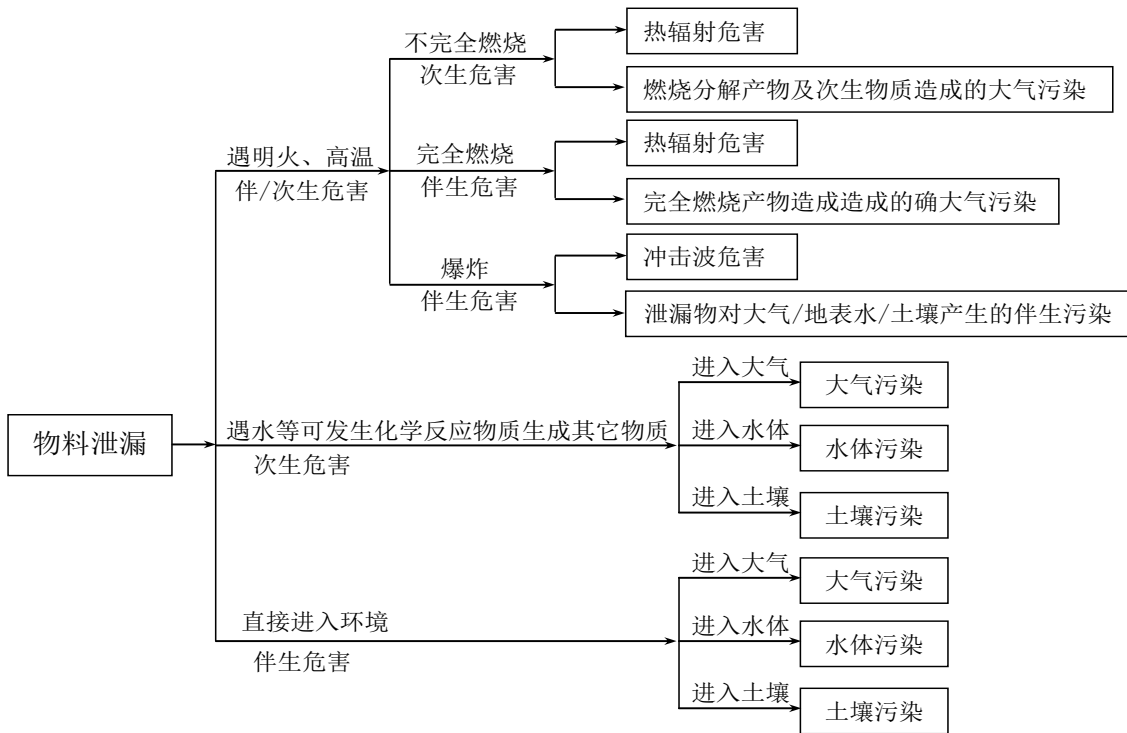 不完全燃烧
次生危害
热辐射危害
燃烧分解产物及次生物质造成的大气污染
遇明火、高温
伴/次生危害
完全燃烧
伴生危害
热辐射危害
完全燃烧产物造成造成的确大气污染
爆炸
伴生危害
冲击波危害
泄漏物对大气/地表水/土壤产生的伴生污染
物料泄漏
遇水等可发生化学反应物质生成其它物质
次生危害
进入大气
大气污染
进入水体
水体污染
进入土壤
土壤污染
直接进入环境
伴生危害
进入大气
大气污染
进入水体
水体污染
进入土壤
土壤污染